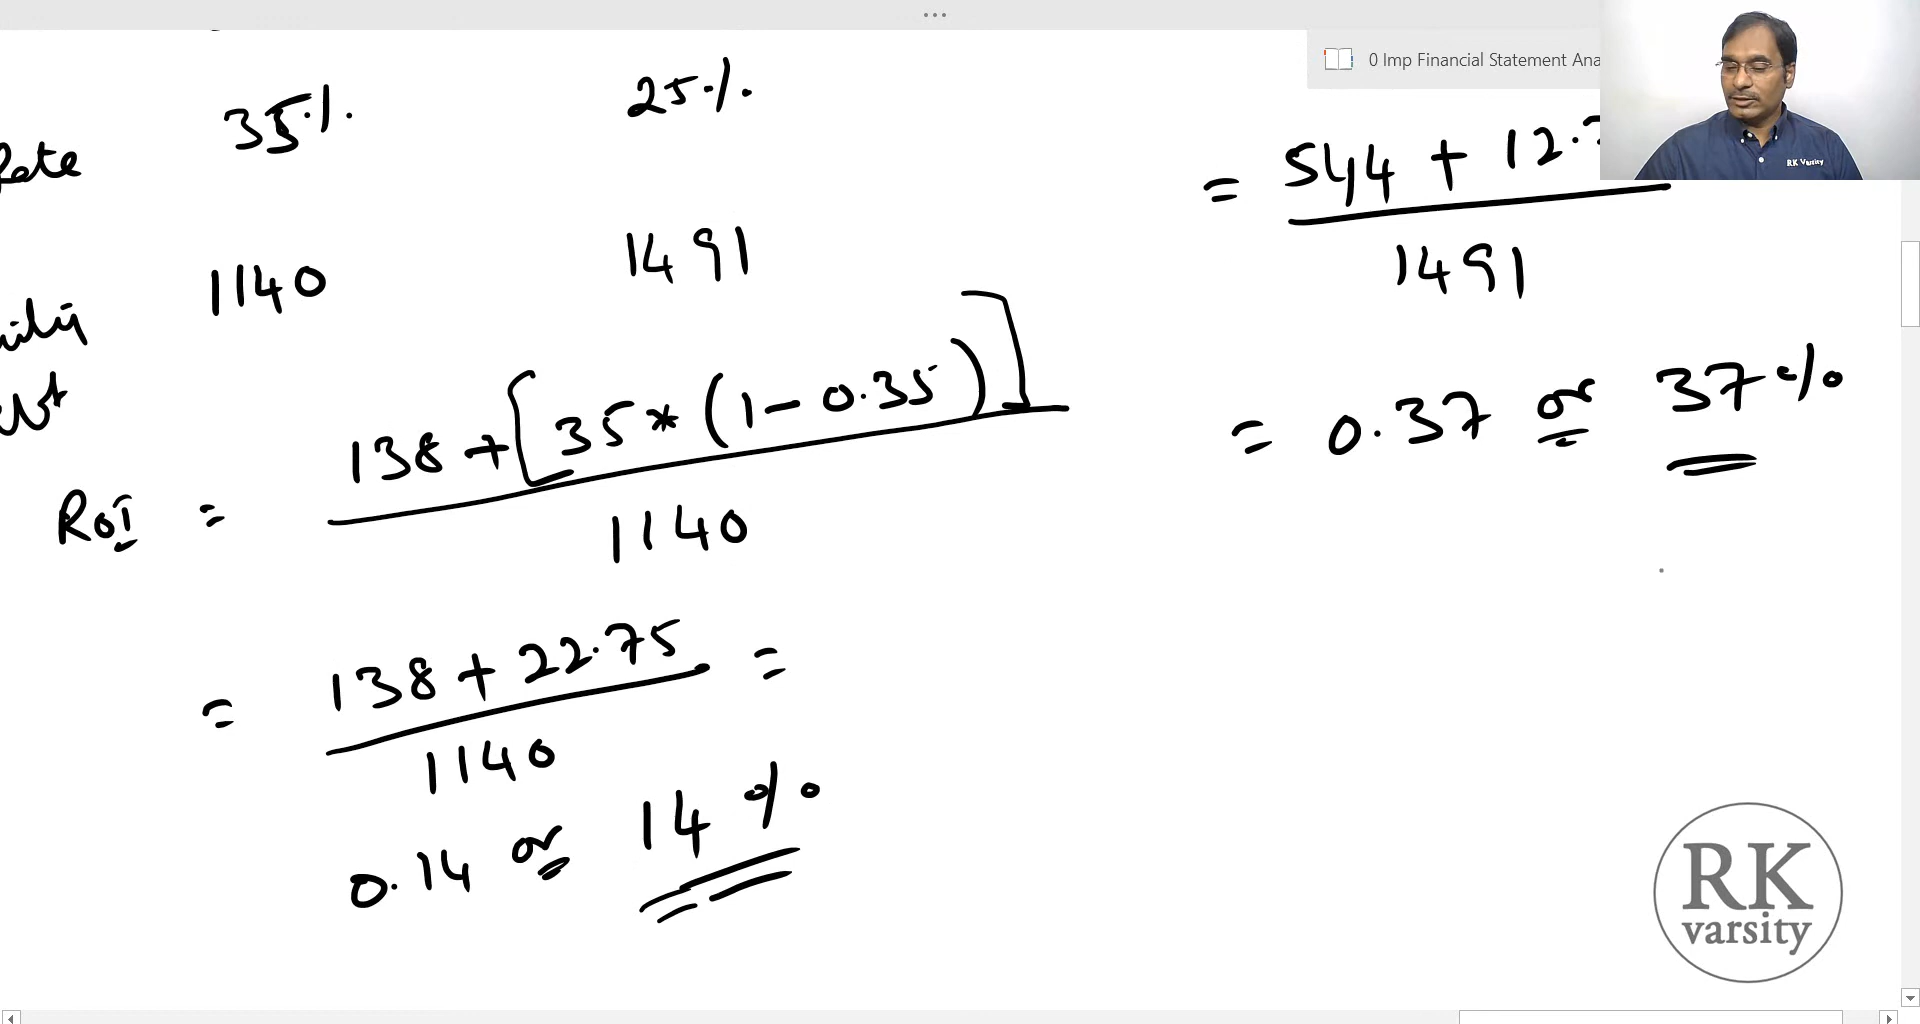 0 Imp Financial Statement Ana
35% 25%
1140 1491
RoI = 138 + [35 * (1 - 0.35)]
1140
= 138 + 22.75 =
1140
0.14 or 14%
= 544 + 12.
1491
= 0.37 or 37%
RK Varsity
RK
varsity